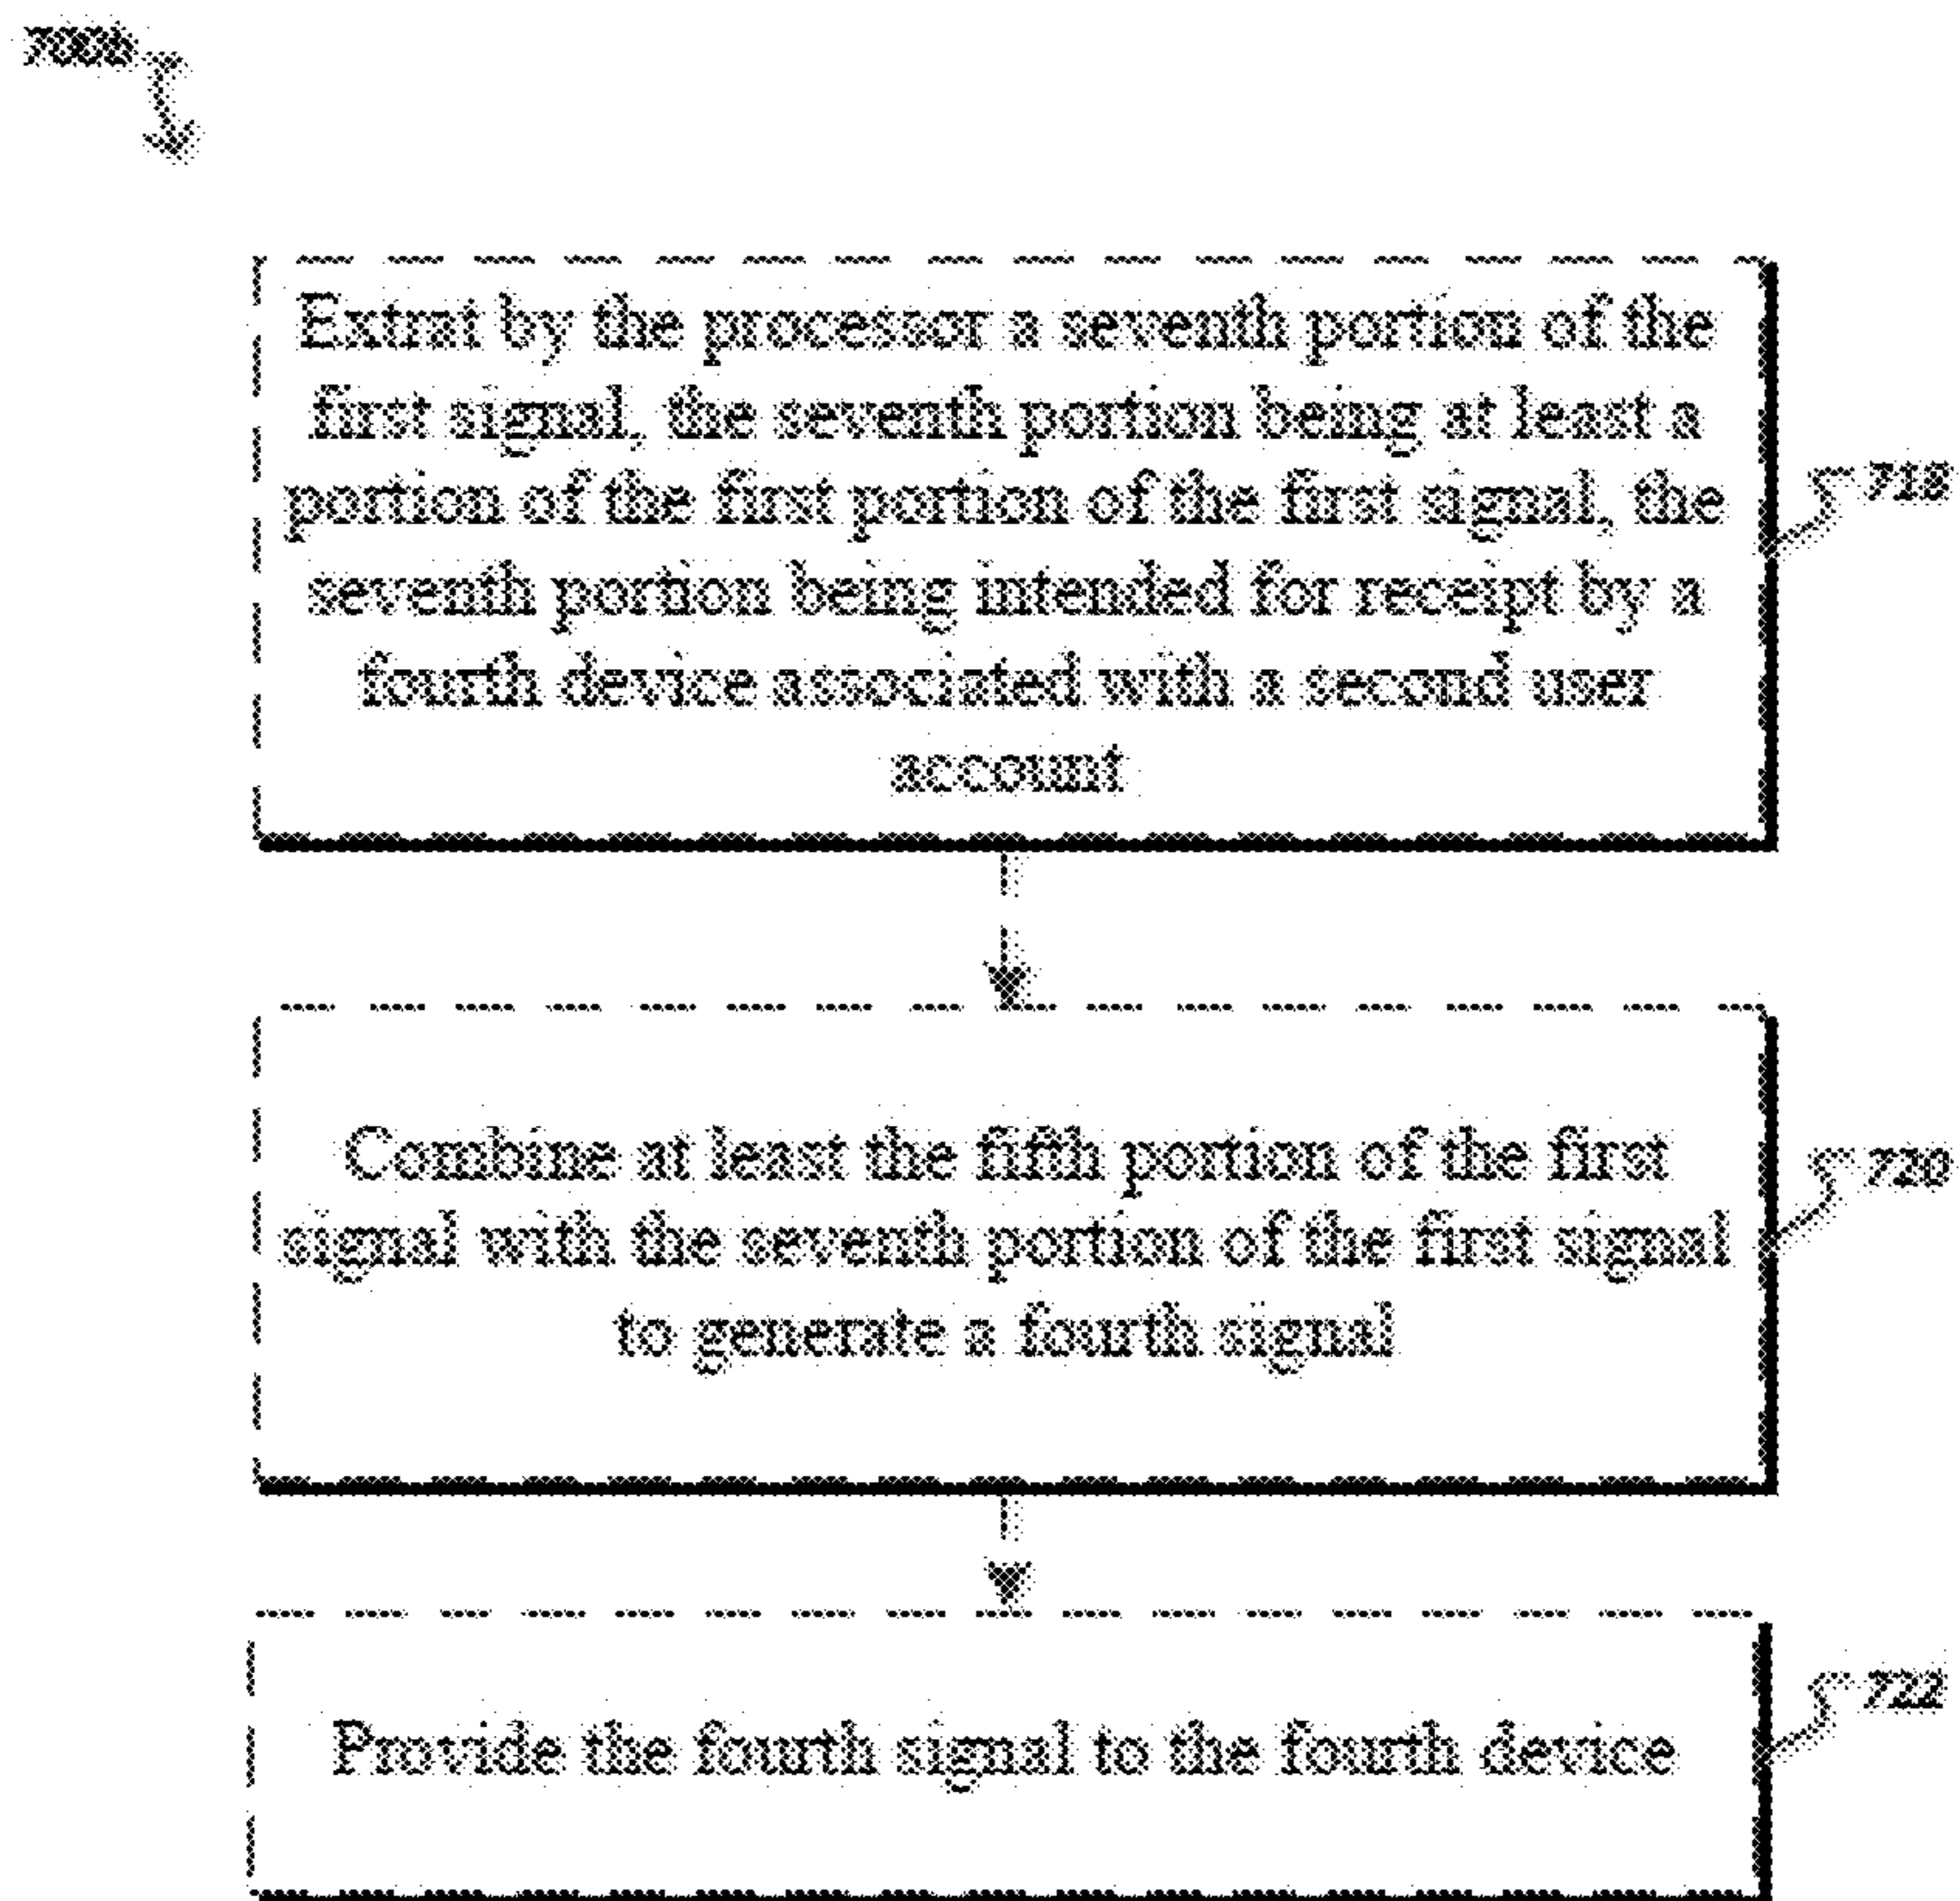 Extrat by the processor a seventh portion of the
first signal, the seventh portion being at least a
portion of the first portion of the first signal, the
seventh portion being intended for receipt by a
fourth device associated with a second user
account
718
Combine at least the fifth portion of the first
signal with the seventh portion of the first signal
to generate a fourth signal
720
Provide the fourth signal to the fourth device
722